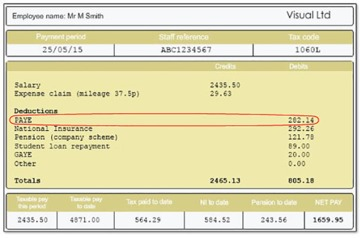 Employee name: Mr M Smith Visual Ltd
Payment period Staff reference Tax code
25/05/15 ABC1234567 1060L
Credits Debits
Salary 2435.50
Expense claim (mileage 37.5p) 29.63
Deductions
PAYE 282.14
National Insurance 292.26
Pension (company scheme) 121.78
Student loan repayment 89.00
GAYE 20.00
Other 0.00
Totals 2465.13 805.18
Taxable pay this period Taxable pay to date Tax paid to date NI to date Pension to date NET PAY
2435.50 4871.00 564.29 584.52 243.56 1659.95